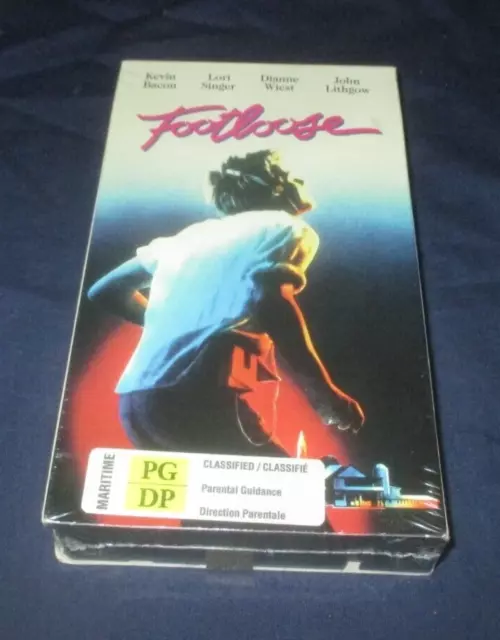 Kevin Bacon Lori Singer Dianne Wiest John Lithgow
Footloose
MARITIME
PG
DP
CLASSIFIED / CLASSIFIÉ
Parental Guidance
Direction Parentale